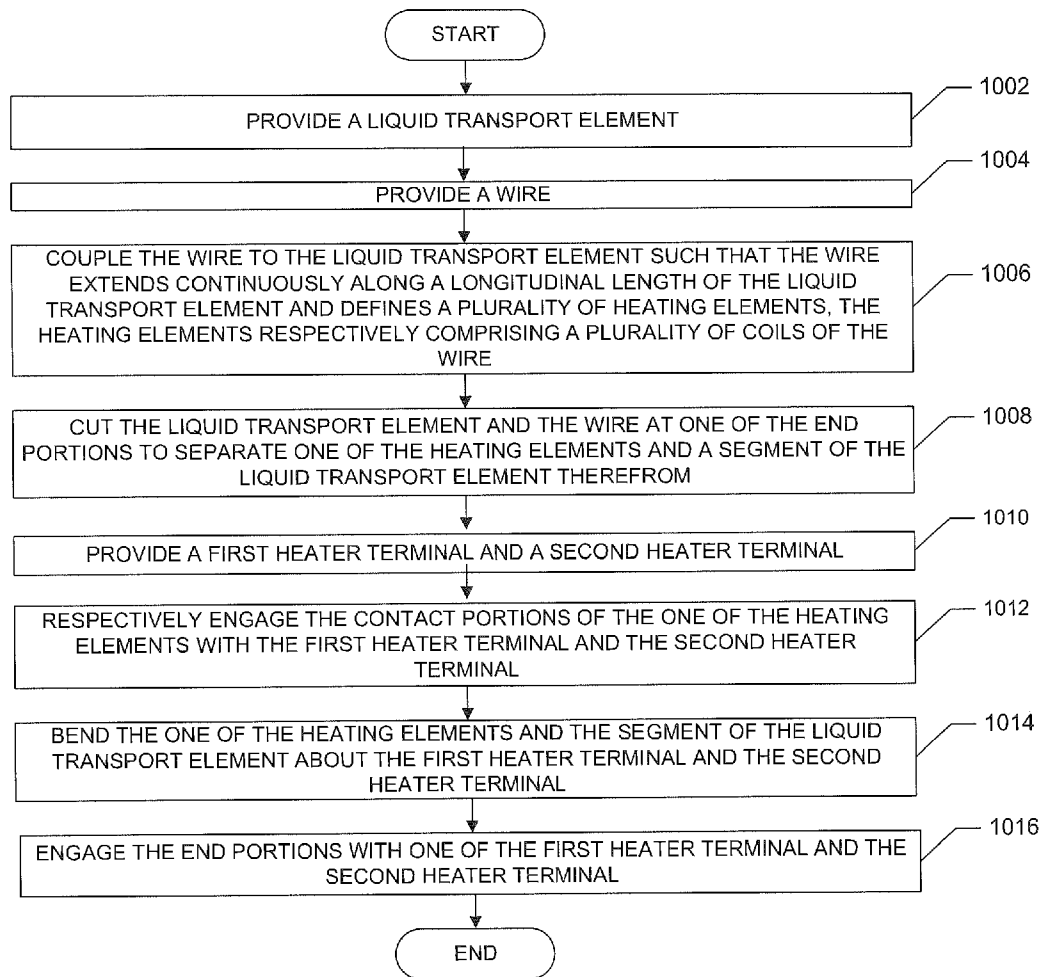 START
1002
PROVIDE A LIQUID TRANSPORT ELEMENT
1004
PROVIDE A WIRE
COUPLE THE WIRE TO THE LIQUID TRANSPORT ELEMENT SUCH THAT THE WIRE
EXTENDS CONTINUOUSLY ALONG A LONGITUDINAL LENGTH OF THE LIQUID
TRANSPORT ELEMENT AND DEFINES A PLURALITY OF HEATING ELEMENTS, THE
HEATING ELEMENTS RESPECTIVELY COMPRISING A PLURALITY OF COILS OF THE
WIRE
1006
CUT THE LIQUID TRANSPORT ELEMENT AND THE WIRE AT ONE OF THE END
PORTIONS TO SEPARATE ONE OF THE HEATING ELEMENTS AND A SEGMENT OF THE
LIQUID TRANSPORT ELEMENT THEREFROM
1008
1010
PROVIDE A FIRST HEATER TERMINAL AND A SECOND HEATER TERMINAL
RESPECTIVELY ENGAGE THE CONTACT PORTIONS OF THE ONE OF THE HEATING
ELEMENTS WITH THE FIRST HEATER TERMINAL AND THE SECOND HEATER
TERMINAL
1012
BEND THE ONE OF THE HEATING ELEMENTS AND THE SEGMENT OF THE LIQUID
TRANSPORT ELEMENT ABOUT THE FIRST HEATER TERMINAL AND THE SECOND
HEATER TERMINAL
1014
1016
ENGAGE THE END PORTIONS WITH ONE OF THE FIRST HEATER TERMINAL AND THE
SECOND HEATER TERMINAL
END